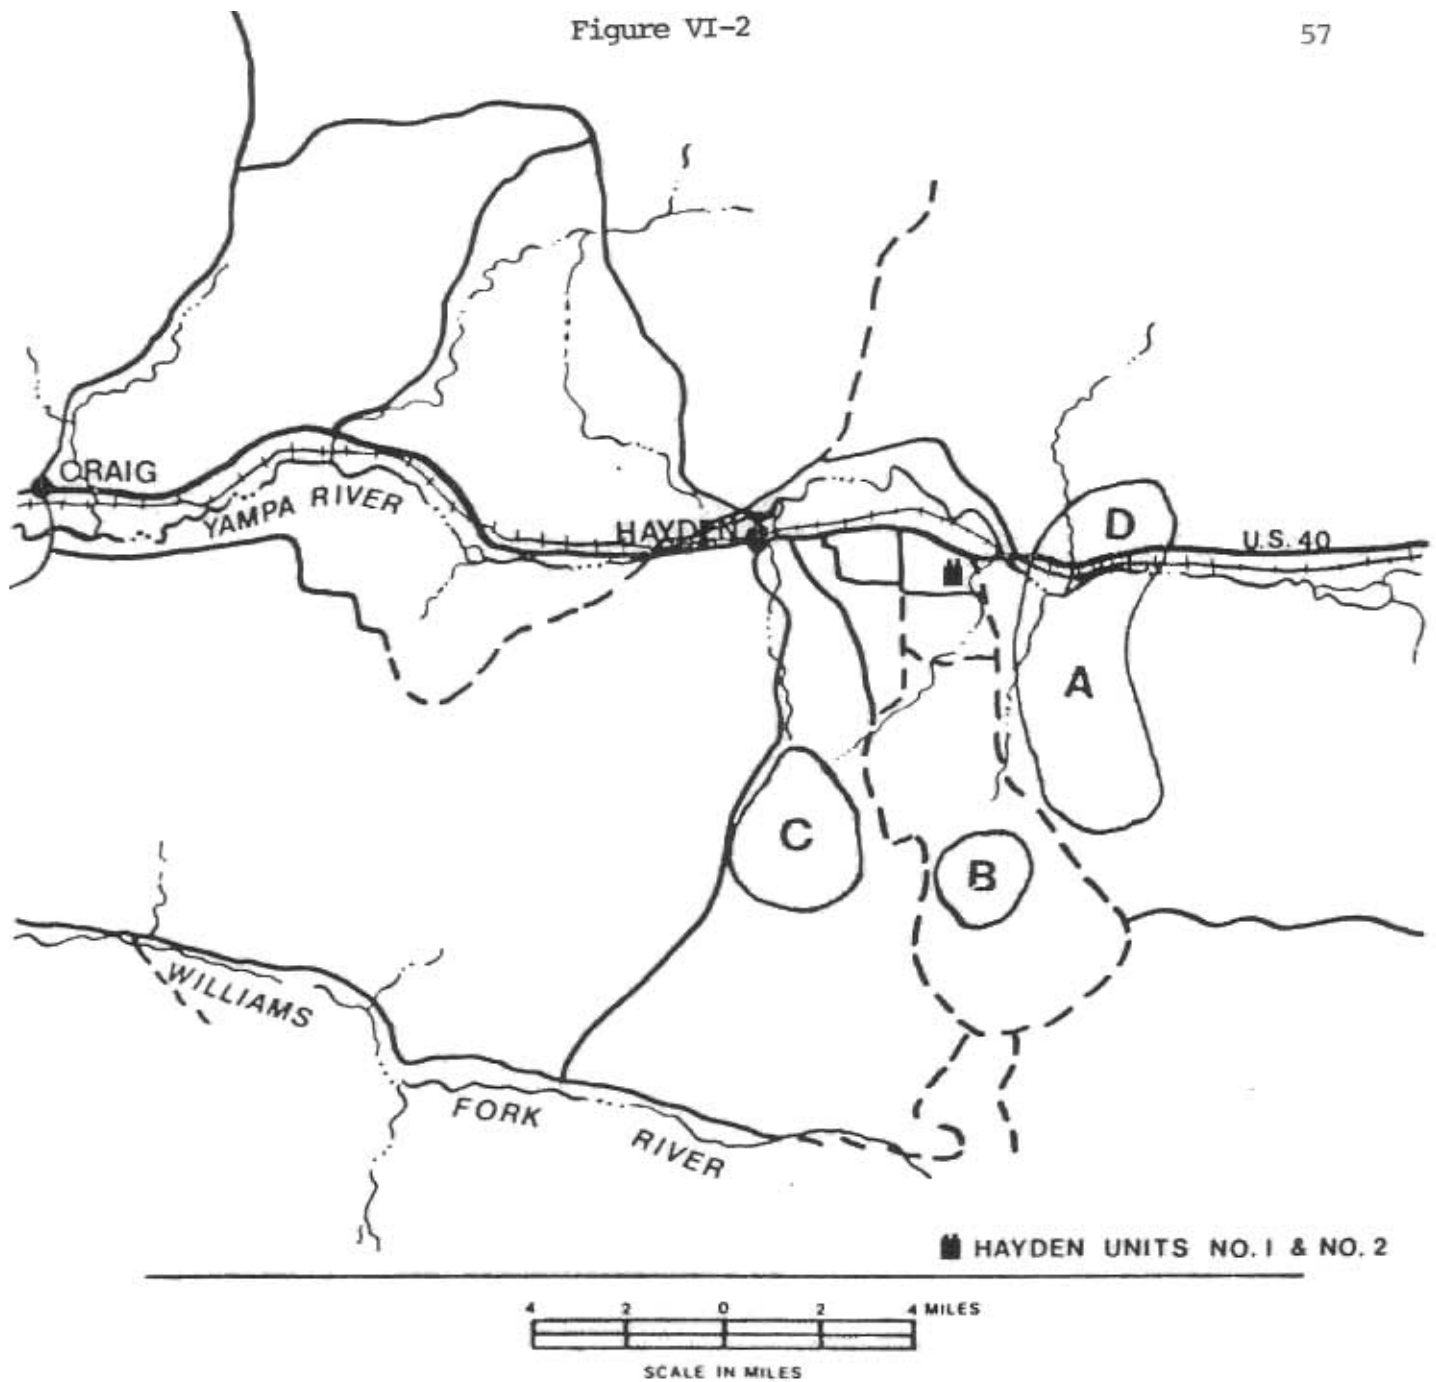 Figure VI-2
57
CRAIG
YAMPA RIVER
HAYDEN
D
U.S. 40
A
C
B
WILLIAMS
FORK
RIVER
HAYDEN UNITS NO. 1 & NO. 2
4 2 0 2 4 MILES
SCALE IN MILES